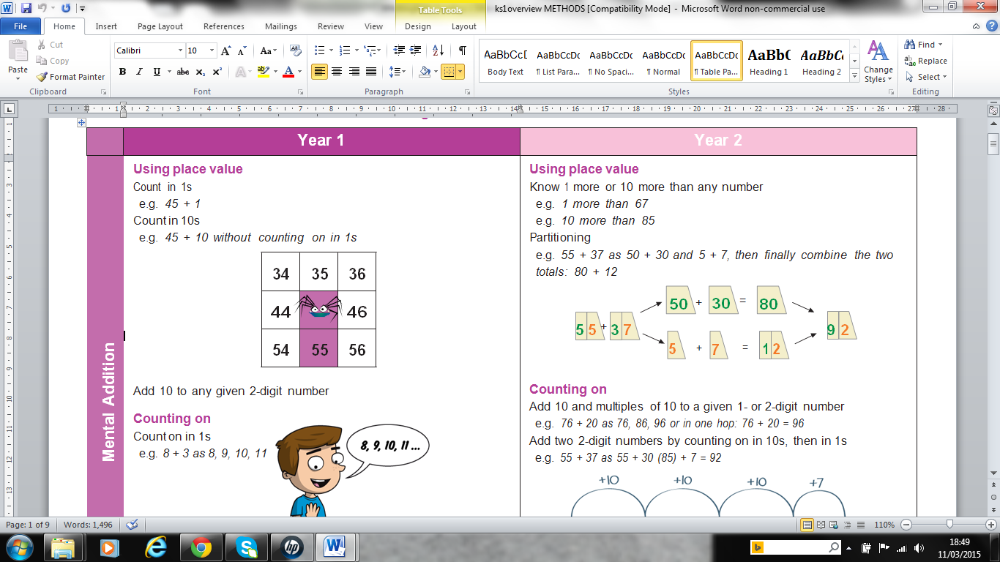 Table Tools
ks1overview METHODS [Compatibility Mode] - Microsoft Word non-commercial use
File Home Insert Page Layout References Mailings Review View Design Layout
Paste
Cut
Copy
Format Painter
Clipboard
Calibri 10
Font
Paragraph
AaBbCcI AaBbCcDc AaBbCcDc AaBbCcDc AaBbCcDc AaBbC AaBbCc
Body Text ¶ List Para... ¶ No Spaci... ¶ Normal ¶ Table Pa... Heading 1 Heading 2
Change Styles
Styles
Find
Replace
Select
Editing
Year 1
Using place value
Count in 1s
e.g. 45 + 1
Count in 10s
e.g. 45 + 10 without counting on in 1s
34 35 36
44 46
54 55 56
Add 10 to any given 2-digit number
Counting on
Count on in 1s
e.g. 8 + 3 as 8, 9, 10, 11
8, 9, 10, 11 ...
Mental Addition
Year 2
Using place value
Know 1 more or 10 more than any number
e.g. 1 more than 67
e.g. 10 more than 85
Partitioning
e.g. 55 + 37 as 50 + 30 and 5 + 7, then finally combine the two
totals: 80 + 12
50 + 30 = 80
55 + 37
92
5 + 7 = 12
Counting on
Add 10 and multiples of 10 to a given 1- or 2-digit number
e.g. 76 + 20 as 76, 86, 96 or in one hop: 76 + 20 = 96
Add two 2-digit numbers by counting on in 10s, then in 1s
e.g. 55 + 37 as 55 + 30 (85) + 7 = 92
+10 +10 +10 +7
Page: 1 of 9 Words: 1,496
110%
18:49
11/03/2015